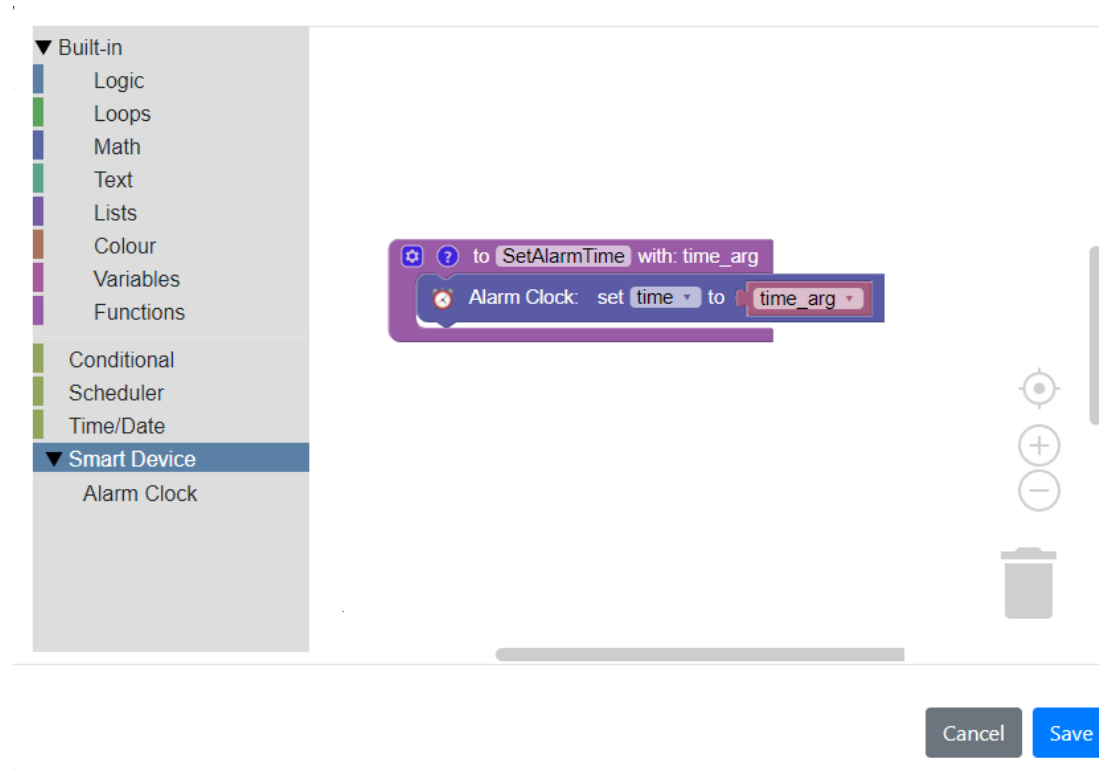 Built-in
Logic
Loops
Math
Text
Lists
Colour
Variables
Functions
Conditional
Scheduler
Time/Date
Smart Device
Alarm Clock
? to SetAlarmTime with: time_arg
Alarm Clock: set time to time_arg
Cancel Save